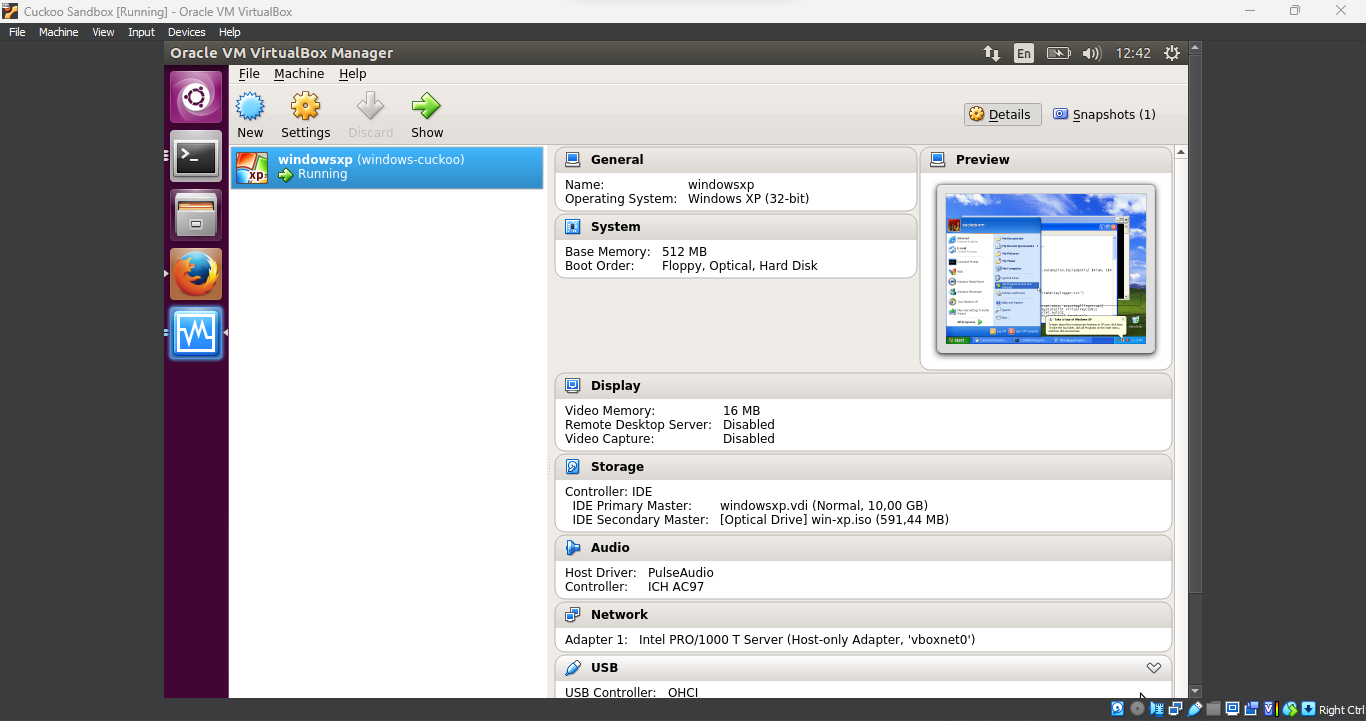 Cuckoo Sandbox [Running] - Oracle VM VirtualBox
File Machine View Input Devices Help
Oracle VM VirtualBox Manager
En
12:42
File Machine Help
New Settings Discard Show
Details Snapshots (1)
windowsxp (windows-cuckoo)
Running
xp
General
Name: windowsxp
Operating System: Windows XP (32-bit)
Preview
System
Base Memory: 512 MB
Boot Order: Floppy, Optical, Hard Disk
start
Display
Video Memory: 16 MB
Remote Desktop Server: Disabled
Video Capture: Disabled
Storage
Controller: IDE
IDE Primary Master: windowsxp.vdi (Normal, 10,00 GB)
IDE Secondary Master: [Optical Drive] win-xp.iso (591,44 MB)
Audio
Host Driver: PulseAudio
Controller: ICH AC97
Network
Adapter 1: Intel PRO/1000 T Server (Host-only Adapter, 'vboxnet0')
USB
USB Controller: OHCI
Right Ctrl